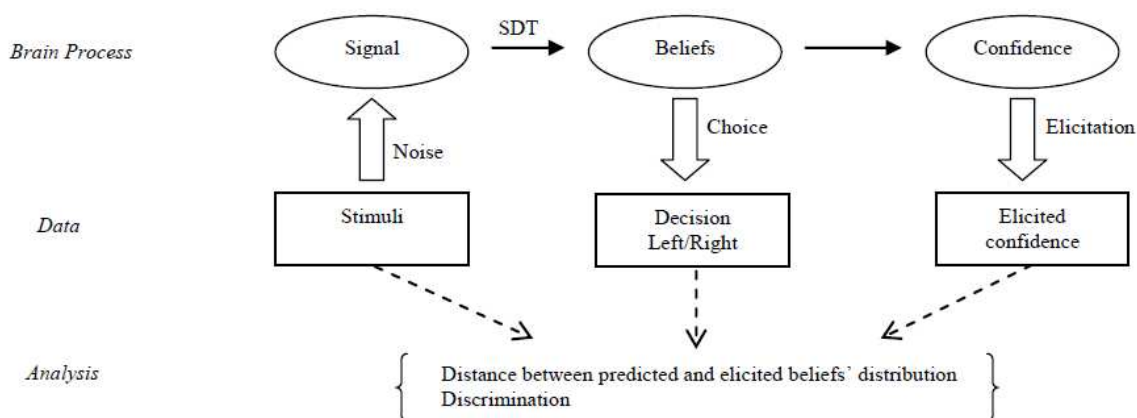 SDT
Brain Process
Signal
Beliefs
Confidence
Noise
Choice
Elicitation
Data
Stimuli
Decision
Left/Right
Elicited
confidence
Analysis
Distance between predicted and elicited beliefs’ distribution
Discrimination